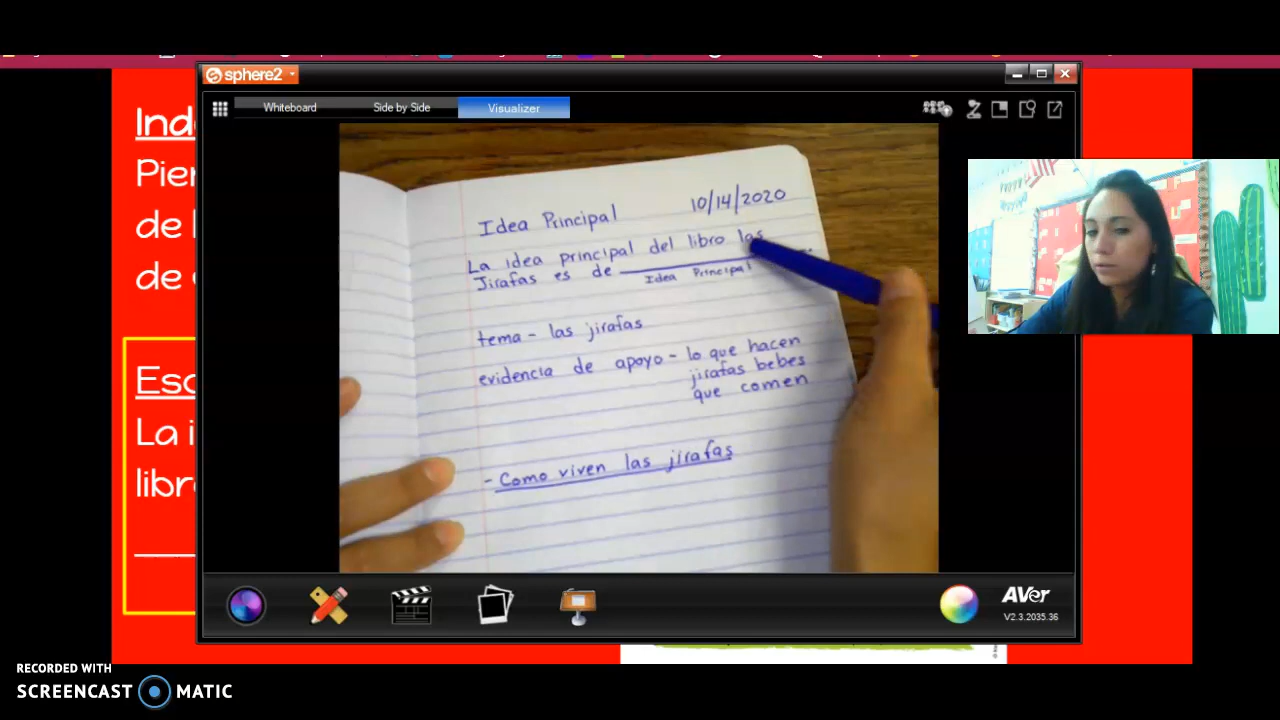 sphere2
Whiteboard Side by Side Visualizer
Idea Principal 10/14/2020
La idea principal del libro las
Jirafas es de ___________.
Idea Principal
tema - las jirafas
evidencia de apoyo - lo que hacen
jirafas bebes
que comen
- Como viven las jirafas
AVer
V2.3.2035.36
Ind
Pier
de l
de
Esc
La i
libr
RECORDED WITH
SCREENCAST MATIC